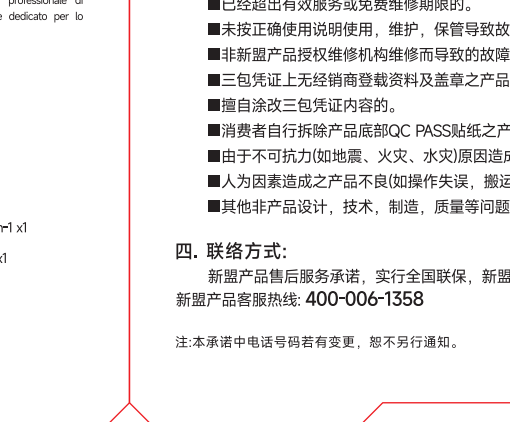 professionale di
dedicato per lo
-1 x1
x1
■已经超出有效服务或免费维修期限的。
■未按正确使用说明使用，维护，保管导致故
■非新盟产品授权维修机构维修而导致的故障
■三包凭证上无经销商登载资料及盖章之产品
■擅自涂改三包凭证内容的。
■消费者自行拆除产品底部QC PASS贴纸之产
■由于不可抗力(如地震、火灾、水灾)原因造成
■人为因素造成之产品不良(如操作失误，搬运
■其他非产品设计，技术，制造，质量等问题
四. 联络方式:
新盟产品售后服务承诺，实行全国联保，新盟
新盟产品客服热线: 400-006-1358
注:本承诺中电话号码若有变更，恕不另行通知。